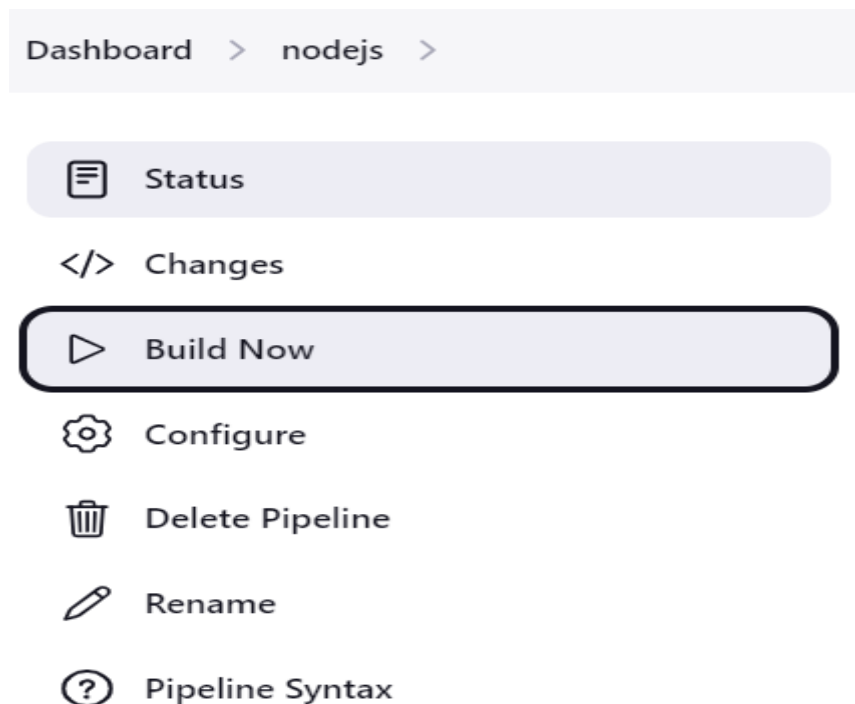 Dashboard > nodejs >
Status
</> Changes
Build Now
Configure
Delete Pipeline
Rename
? Pipeline Syntax